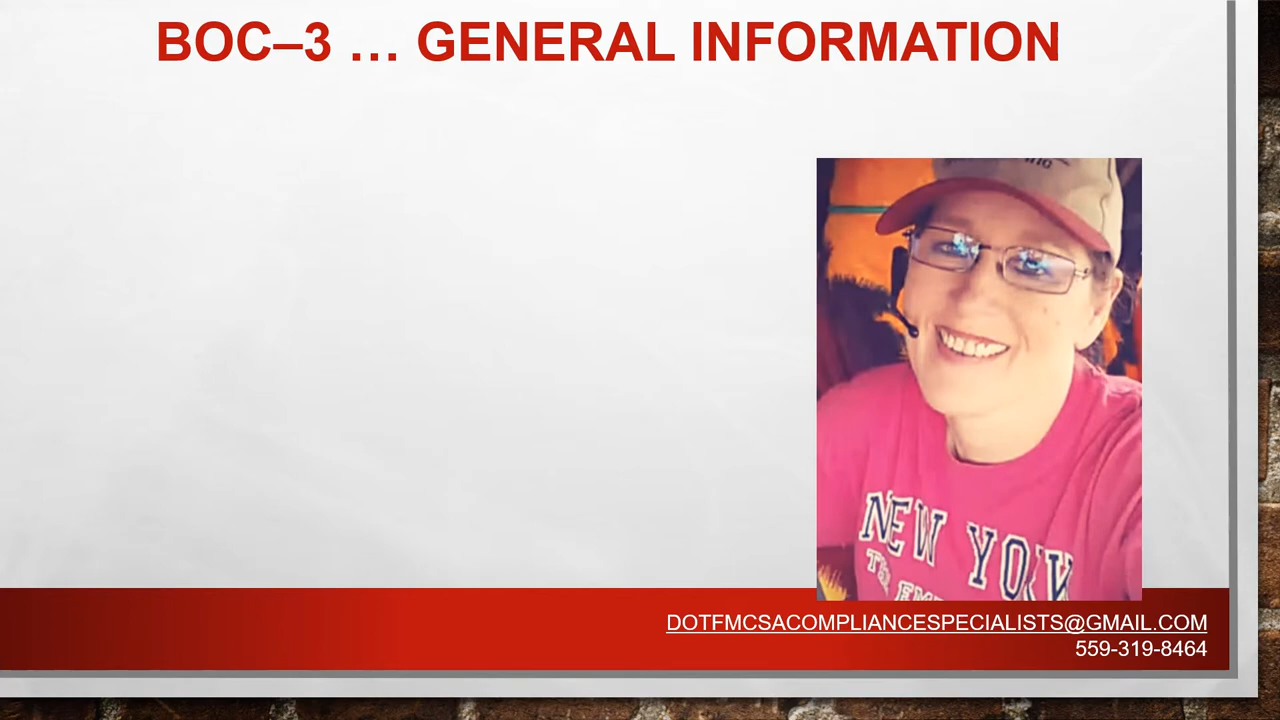 BOC–3 … GENERAL INFORMATION
NEW YORK
DOTFMCSACOMPLIANCESPECIALISTS@GMAIL.COM
559-319-8464